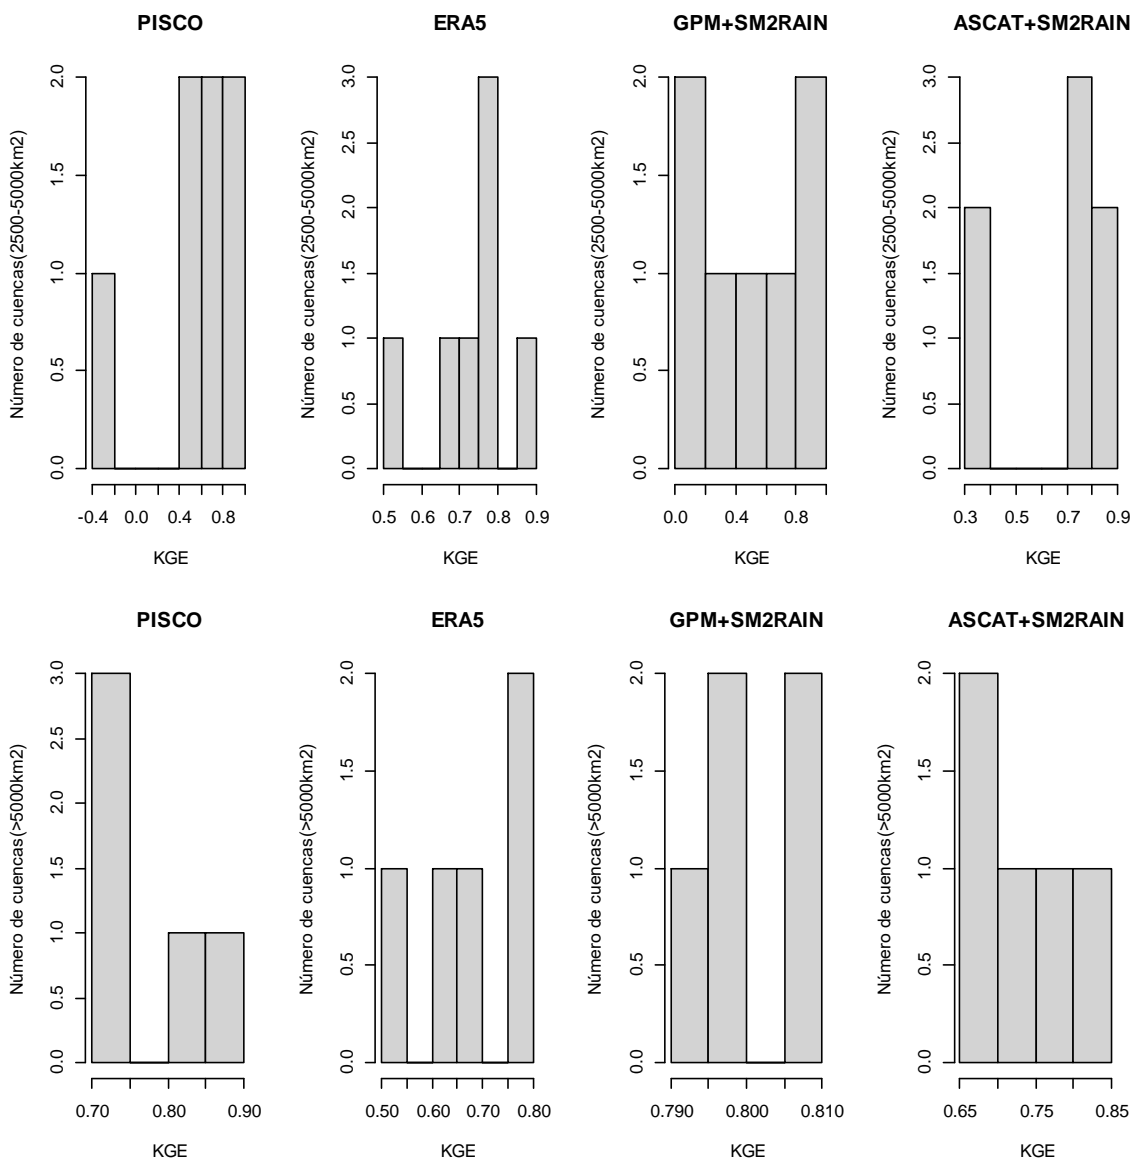 PISCO
ERA5
GPM+SM2RAIN
ASCAT+SM2RAIN
Número de cuencas(2500-5000km2)
0.0 0.5 1.0 1.5 2.0
-0.4 0.0 0.4 0.8
KGE
Número de cuencas(2500-5000km2)
0.0 0.5 1.0 1.5 2.0 2.5 3.0
0.5 0.6 0.7 0.8 0.9
KGE
Número de cuencas(2500-5000km2)
0.0 0.5 1.0 1.5 2.0
0.0 0.4 0.8
KGE
Número de cuencas(2500-5000km2)
0.0 0.5 1.0 1.5 2.0 2.5 3.0
0.3 0.5 0.7 0.9
KGE
PISCO
ERA5
GPM+SM2RAIN
ASCAT+SM2RAIN
Número de cuencas(>5000km2)
0.0 0.5 1.0 1.5 2.0 2.5 3.0
0.70 0.80 0.90
KGE
Número de cuencas(>5000km2)
0.0 0.5 1.0 1.5 2.0
0.50 0.60 0.70 0.80
KGE
Número de cuencas(>5000km2)
0.0 0.5 1.0 1.5 2.0
0.790 0.800 0.810
KGE
Número de cuencas(>5000km2)
0.0 0.5 1.0 1.5 2.0
0.65 0.75 0.85
KGE